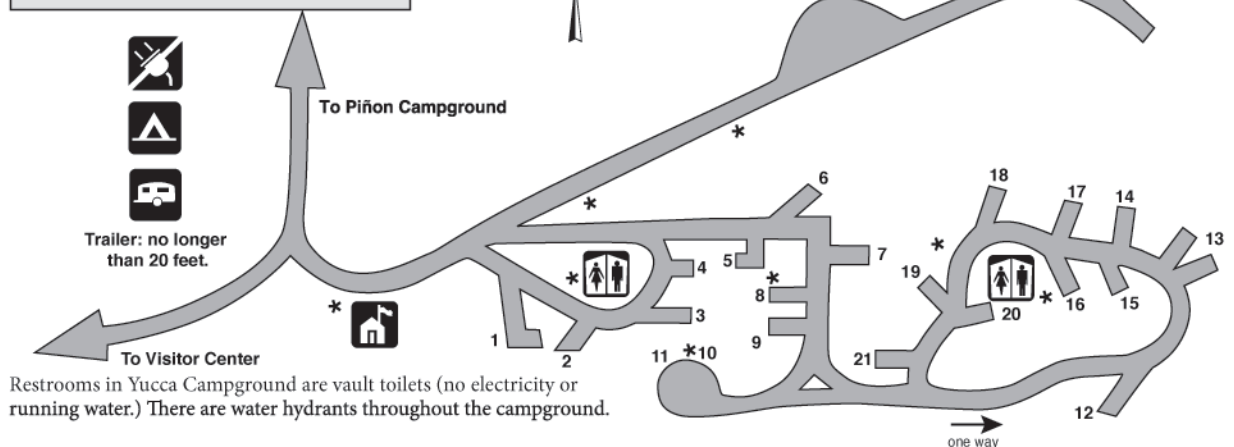 To Piñon Campground
Trailer: no longer
than 20 feet.
To Visitor Center
Restrooms in Yucca Campground are vault toilets (no electricity or
running water.) There are water hydrants throughout the campground.
1
2
3
4
5
6
7
8
9
11 *10
12
13
14
15
16
17
18
19
20
21
one way